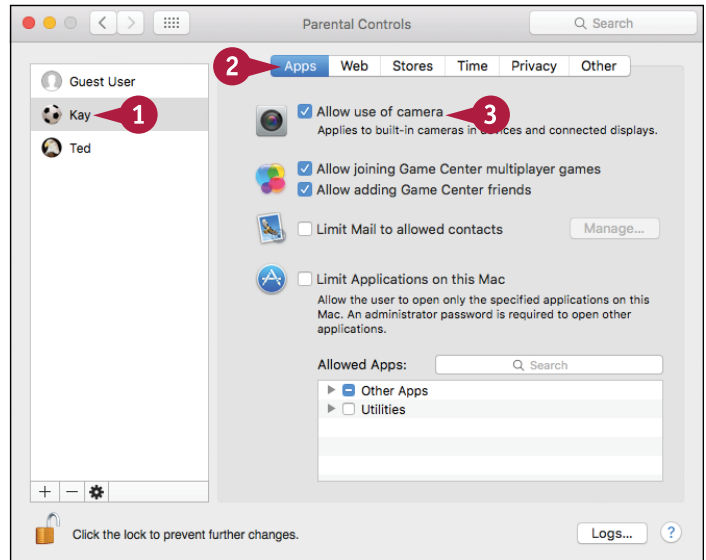 Parental Controls
Search
Guest User
Kay
1
Ted
2
Apps Web Stores Time Privacy Other
Allow use of camera
3
Applies to built-in cameras in devices and connected displays.
Allow joining Game Center multiplayer games
Allow adding Game Center friends
Limit Mail to allowed contacts
Manage...
Limit Applications on this Mac
Allow the user to open only the specified applications on this
Mac. An administrator password is required to open other
applications.
Allowed Apps:
Search
Other Apps
Utilities
Click the lock to prevent further changes.
Logs...
?